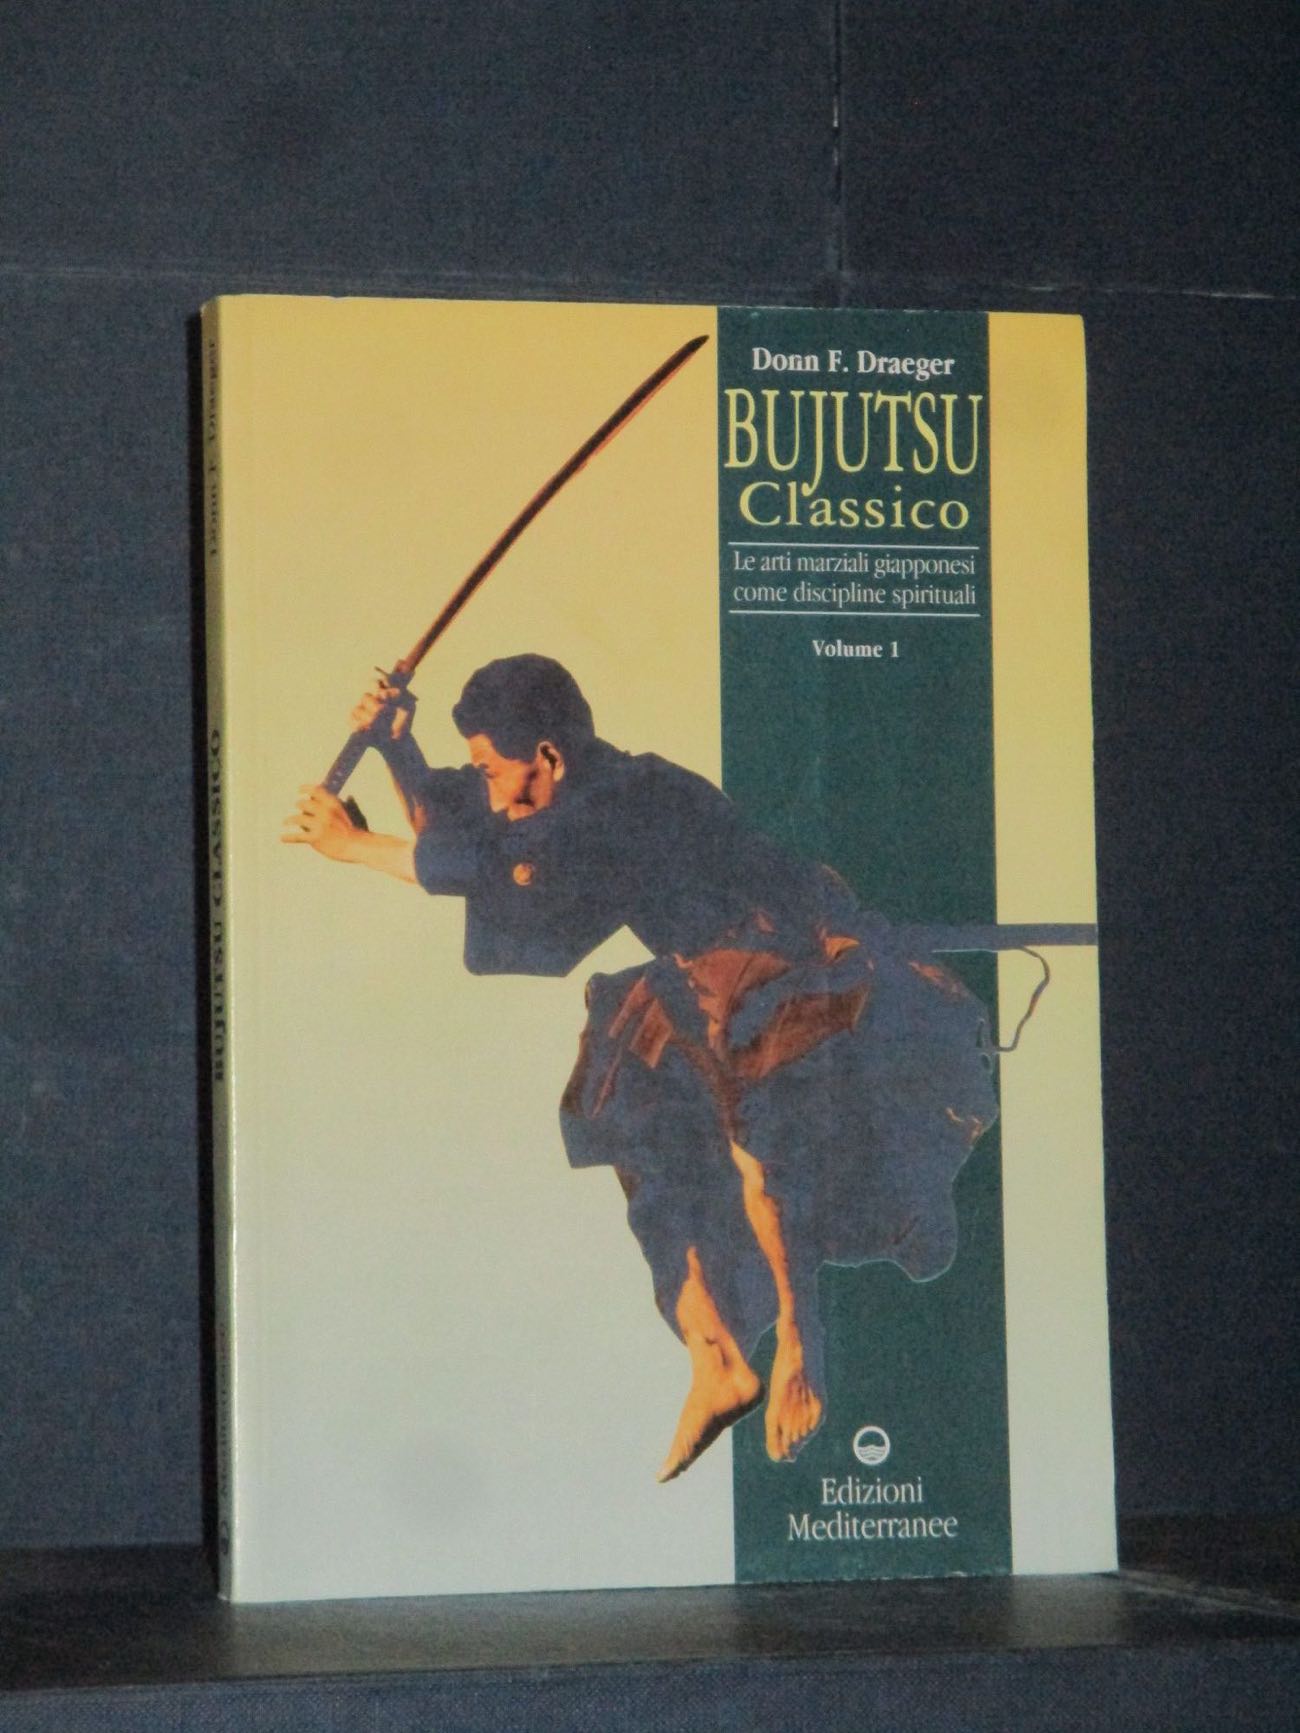 Donn F. Draeger
BUJUTSU
Classico
Le arti marziali giapponesi
come discipline spirituali
Volume 1
Edizioni
Mediterranee
Donn F. Draeger
BUJUTSU CLASSICO